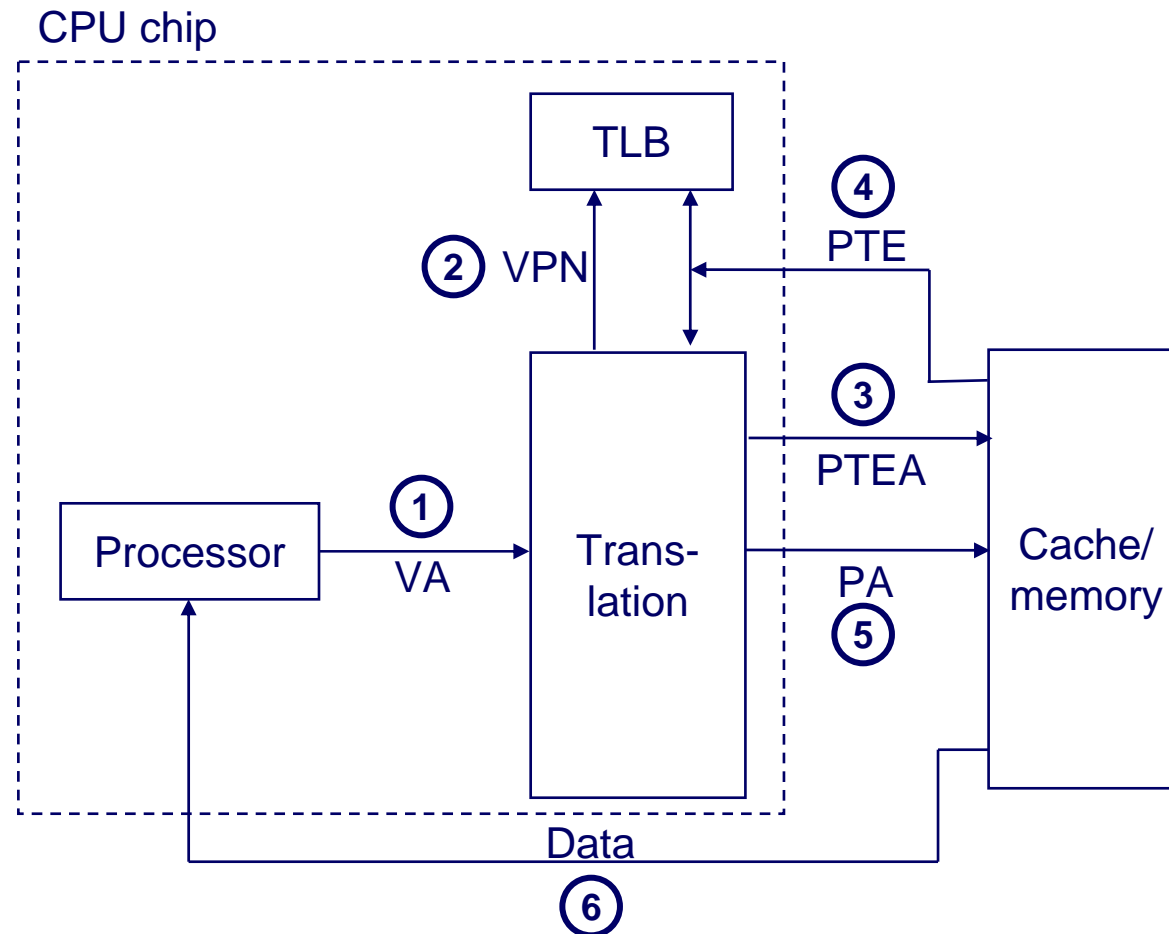 CPU chip
TLB
4
PTE
2 VPN
3
PTEA
1
Processor
VA
Trans-
lation
PA
5
Cache/
memory
Data
6